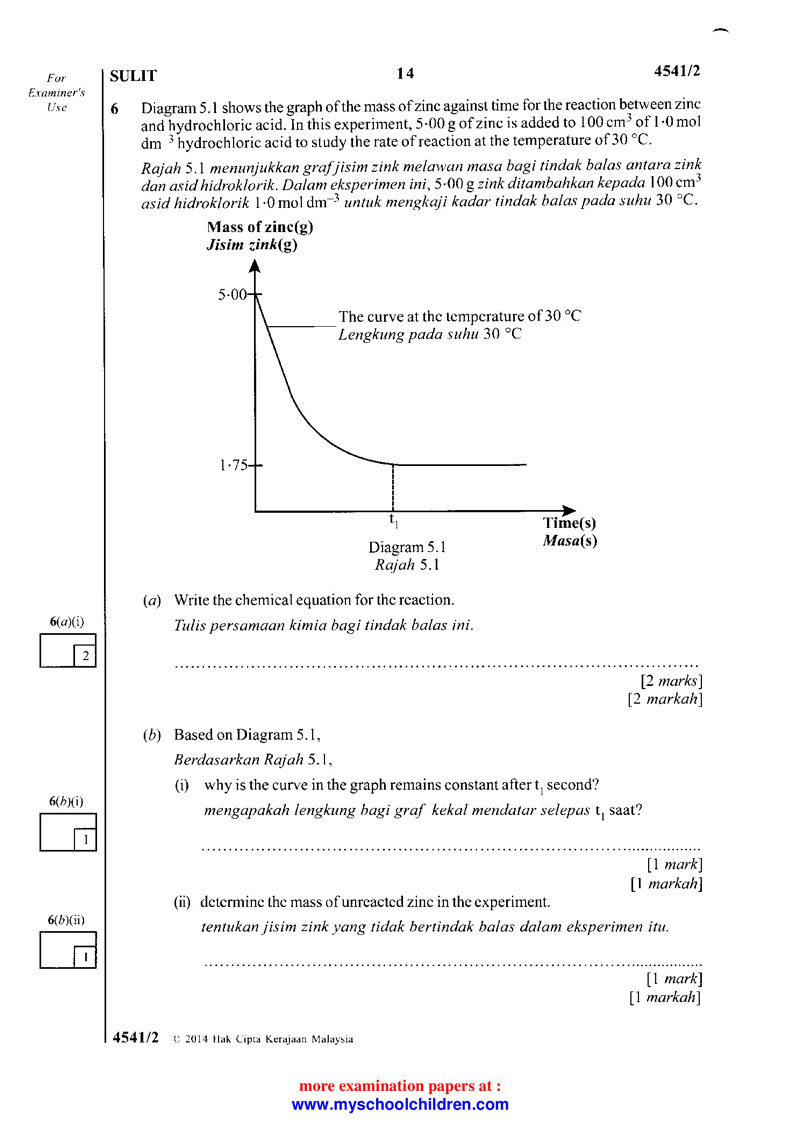 For
Examiner's
Use
SULIT 14 4541/2
6 Diagram 5.1 shows the graph of the mass of zinc against time for the reaction between zinc
and hydrochloric acid. In this experiment, 5·00 g of zinc is added to 100 cm³ of 1·0 mol
dm ³ hydrochloric acid to study the rate of reaction at the temperature of 30 °C.
Rajah 5.1 menunjukkan graf jisim zink melawan masa bagi tindak balas antara zink
dan asid hidroklorik. Dalam eksperimen ini, 5·00 g zink ditambahkan kepada 100 cm³
asid hidroklorik 1·0 mol dm⁻³ untuk mengkaji kadar tindak balas pada suhu 30 °C.
Mass of zinc(g)
Jisim zink(g)
5·00
The curve at the temperature of 30 °C
Lengkung pada suhu 30 °C
1·75
t₁
Time(s)
Masa(s)
Diagram 5.1
Rajah 5.1
(a) Write the chemical equation for the reaction.
Tulis persamaan kimia bagi tindak balas ini.
6(a)(i)
2
[2 marks]
[2 markah]
(b) Based on Diagram 5.1,
Berdasarkan Rajah 5.1,
(i) why is the curve in the graph remains constant after t₁ second?
mengapakah lengkung bagi graf kekal mendatar selepas t₁ saat?
6(b)(i)
1
[1 mark]
[1 markah]
(ii) determine the mass of unreacted zinc in the experiment.
tentukan jisim zink yang tidak bertindak balas dalam eksperimen itu.
6(b)(ii)
1
[1 mark]
[1 markah]
4541/2 © 2014 Hak Cipta Kerajaan Malaysia
more examination papers at :
www.myschoolchildren.com